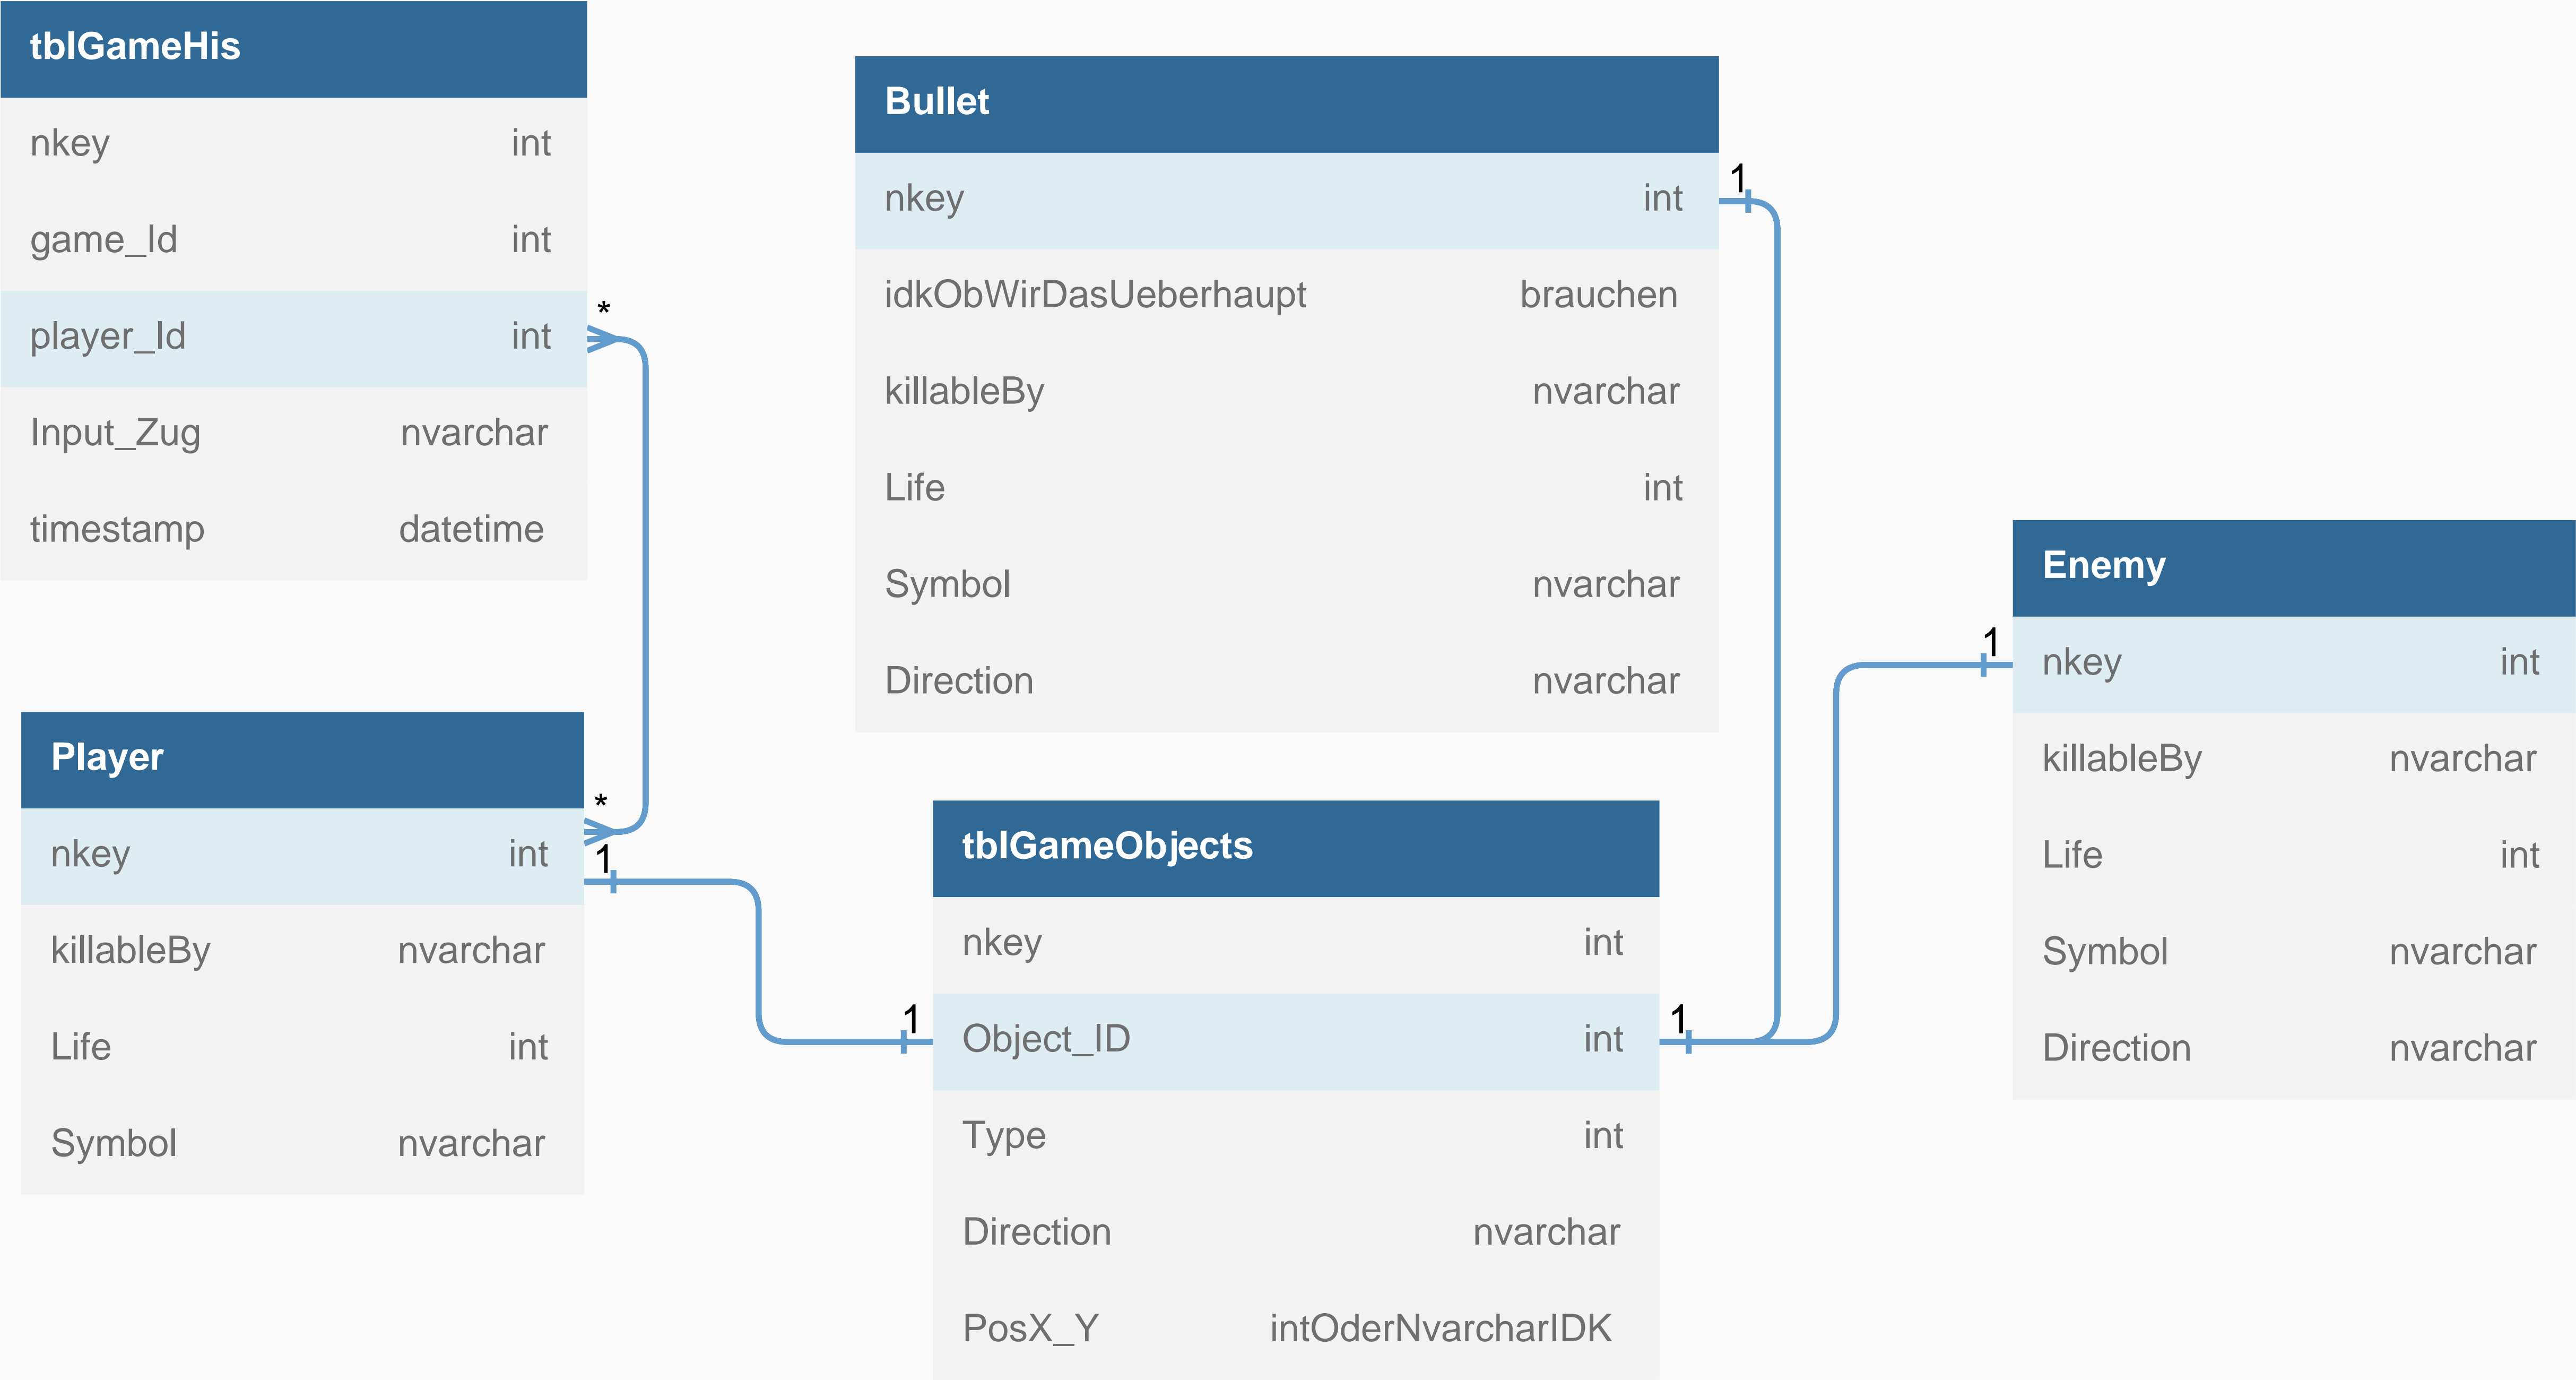 tblGameHis
nkey int
game_Id int
player_Id int
Input_Zug nvarchar
timestamp datetime
*
Bullet
nkey int
idkObWirDasUeberhaupt brauchen
killableBy nvarchar
Life int
Symbol nvarchar
Direction nvarchar
1
Enemy
nkey int
killableBy nvarchar
Life int
Symbol nvarchar
Direction nvarchar
1
Player
nkey int
killableBy nvarchar
Life int
Symbol nvarchar
*
1
tblGameObjects
nkey int
Object_ID int
Type int
Direction nvarchar
PosX_Y intOderNvarcharIDK
1
1